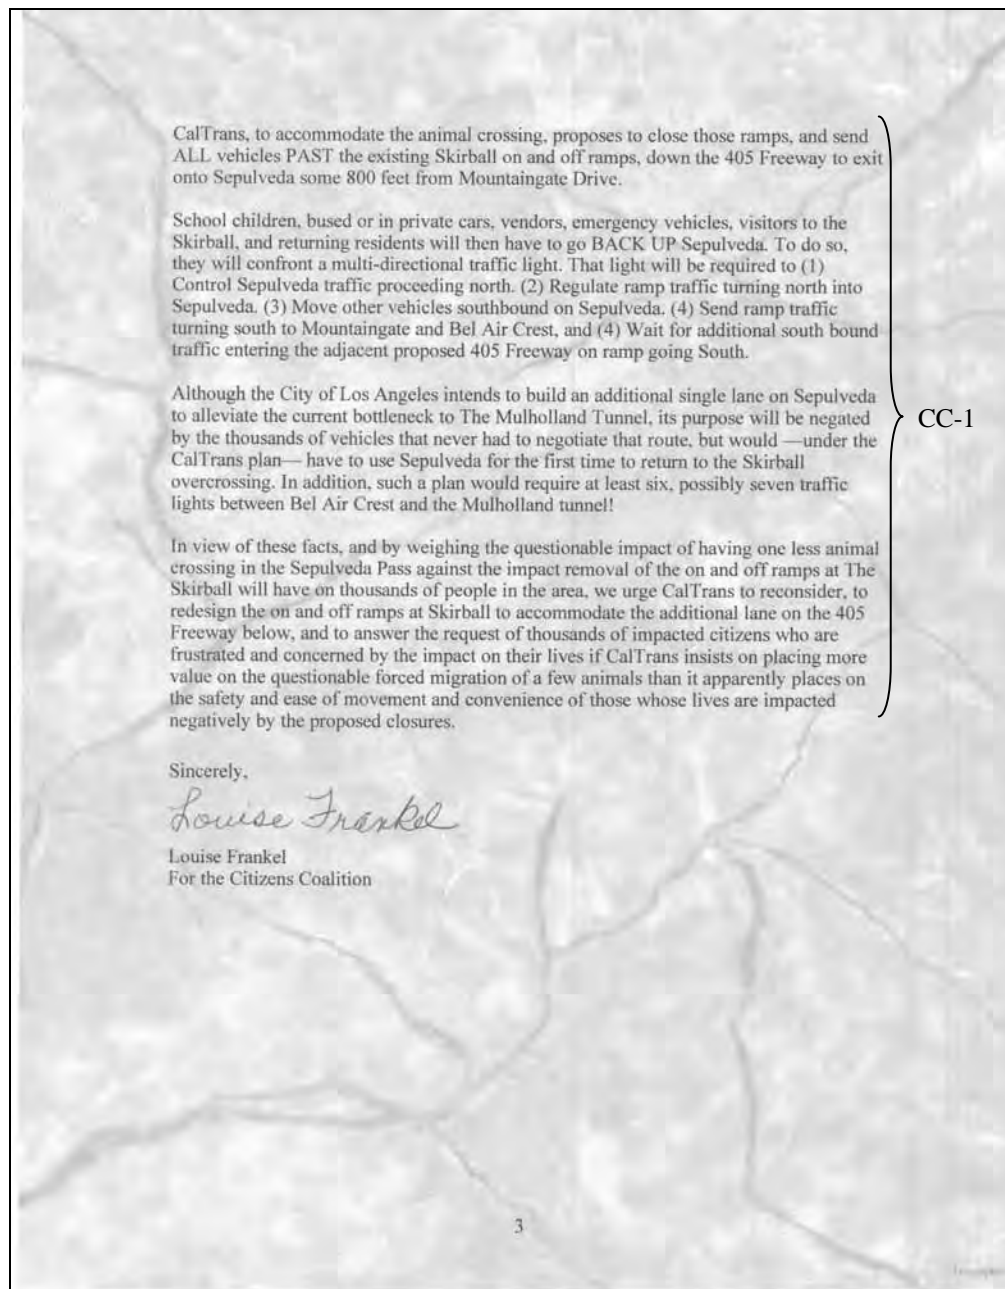 CalTrans, to accommodate the animal crossing, proposes to close those ramps, and send
ALL vehicles PAST the existing Skirball on and off ramps, down the 405 Freeway to exit
onto Sepulveda some 800 feet from Mountaingate Drive.
School children, bused or in private cars, vendors, emergency vehicles, visitors to the
Skirball, and returning residents will then have to go BACK UP Sepulveda. To do so,
they will confront a multi-directional traffic light. That light will be required to (1)
Control Sepulveda traffic proceeding north. (2) Regulate ramp traffic turning north into
Sepulveda. (3) Move other vehicles southbound on Sepulveda. (4) Send ramp traffic
turning south to Mountaingate and Bel Air Crest, and (4) Wait for additional south bound
traffic entering the adjacent proposed 405 Freeway on ramp going South.
Although the City of Los Angeles intends to build an additional single lane on Sepulveda
to alleviate the current bottleneck to The Mulholland Tunnel, its purpose will be negated
by the thousands of vehicles that never had to negotiate that route, but would —under the
CalTrans plan— have to use Sepulveda for the first time to return to the Skirball
overcrossing. In addition, such a plan would require at least six, possibly seven traffic
lights between Bel Air Crest and the Mulholland tunnel!
In view of these facts, and by weighing the questionable impact of having one less animal
crossing in the Sepulveda Pass against the impact removal of the on and off ramps at The
Skirball will have on thousands of people in the area, we urge CalTrans to reconsider, to
redesign the on and off ramps at Skirball to accommodate the additional lane on the 405
Freeway below, and to answer the request of thousands of impacted citizens who are
frustrated and concerned by the impact on their lives if CalTrans insists on placing more
value on the questionable forced migration of a few animals than it apparently places on
the safety and ease of movement and convenience of those whose lives are impacted
negatively by the proposed closures.
CC-1
Sincerely,
Louise Frankel
Louise Frankel
For the Citizens Coalition
3